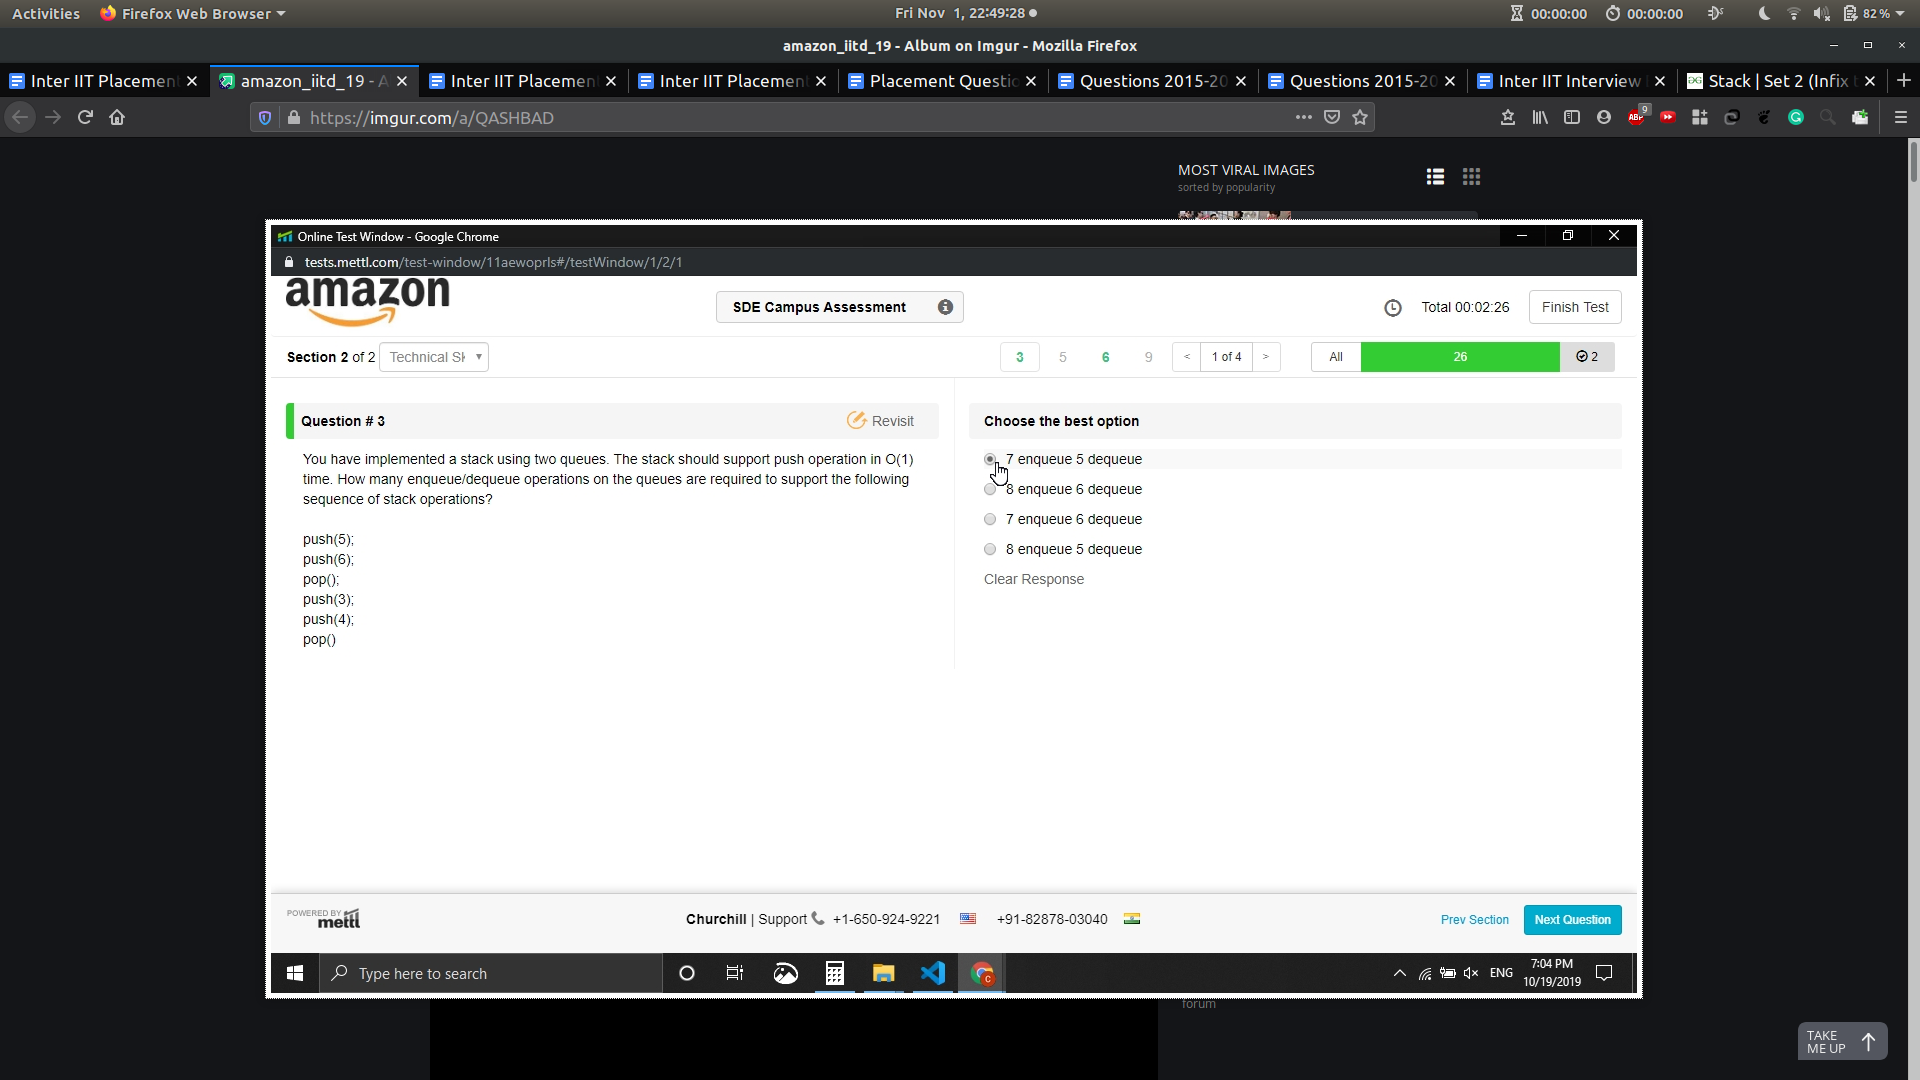 Activities Firefox Web Browser Fri Nov 1, 22:49:28 00:00:00 00:00:00 82%
amazon_iitd_19 - Album on Imgur - Mozilla Firefox
Inter IIT Placemen amazon_iitd_19 - A Inter IIT Placemen Inter IIT Placement Placement Questio Questions 2015-20 Questions 2015-20 Inter IIT Interview Stack | Set 2 (Infix t
https://imgur.com/a/QASHBAD ABP 9
MOST VIRAL IMAGES
sorted by popularity
Online Test Window - Google Chrome
tests.mettl.com/test-window/11aewoprls#/testWindow/1/2/1
amazon
SDE Campus Assessment
Total 00:02:26 Finish Test
Section 2 of 2 Technical Sk 3 5 6 9 < 1 of 4 > All 26 2
Question # 3 Revisit
You have implemented a stack using two queues. The stack should support push operation in O(1)
time. How many enqueue/dequeue operations on the queues are required to support the following
sequence of stack operations?
push(5);
push(6);
pop();
push(3);
push(4);
pop()
Choose the best option
7 enqueue 5 dequeue
8 enqueue 6 dequeue
7 enqueue 6 dequeue
8 enqueue 5 dequeue
Clear Response
POWERED BY
mettl
Churchill | Support +1-650-924-9221 +91-82878-03040
Prev Section Next Question
Type here to search
ENG 7:04 PM
10/19/2019
forum
TAKE
ME UP